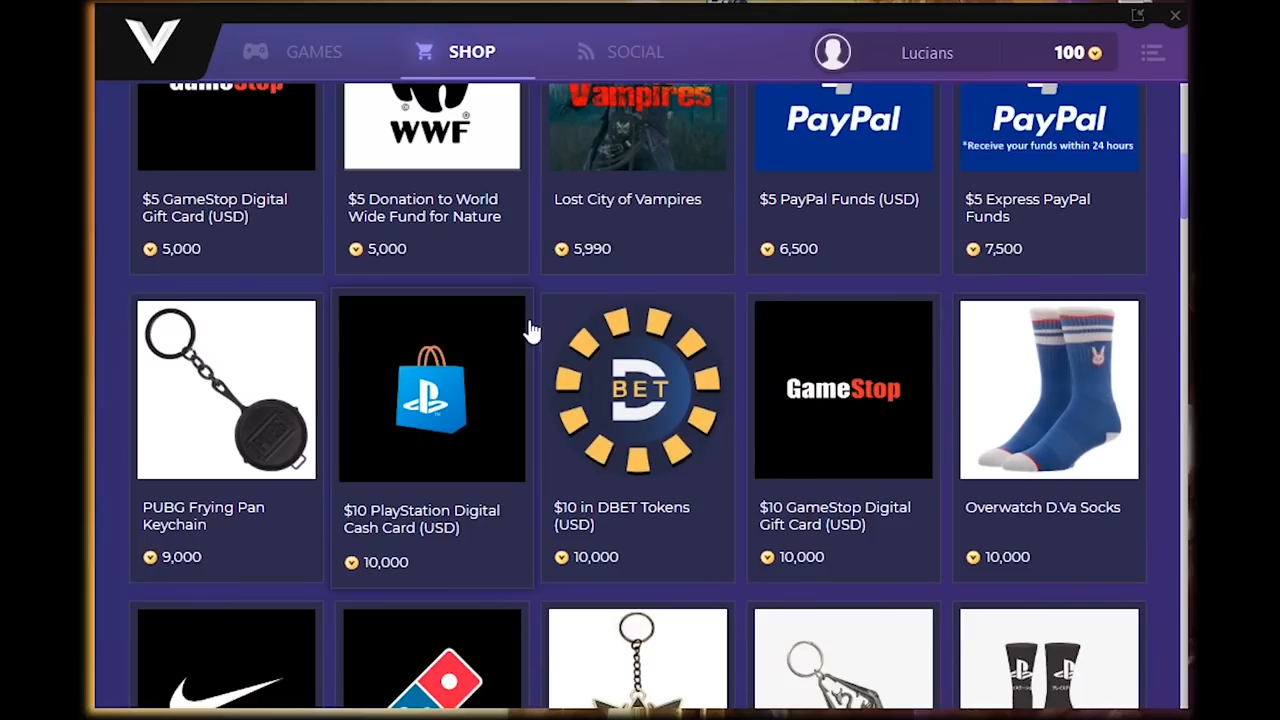 GAMES
SHOP
SOCIAL
Lucians
100
GameStop
WWF
Vampires
PayPal
PayPal
*Receive your funds within 24 hours
$5 GameStop Digital
Gift Card (USD)
5,000
$5 Donation to World
Wide Fund for Nature
5,000
Lost City of Vampires
5,990
$5 PayPal Funds (USD)
6,500
$5 Express PayPal
Funds
7,500
D
BET
GameStop
PUBG Frying Pan
Keychain
9,000
$10 PlayStation Digital
Cash Card (USD)
10,000
$10 in DBET Tokens
(USD)
10,000
$10 GameStop Digital
Gift Card (USD)
10,000
Overwatch D.Va Socks
10,000